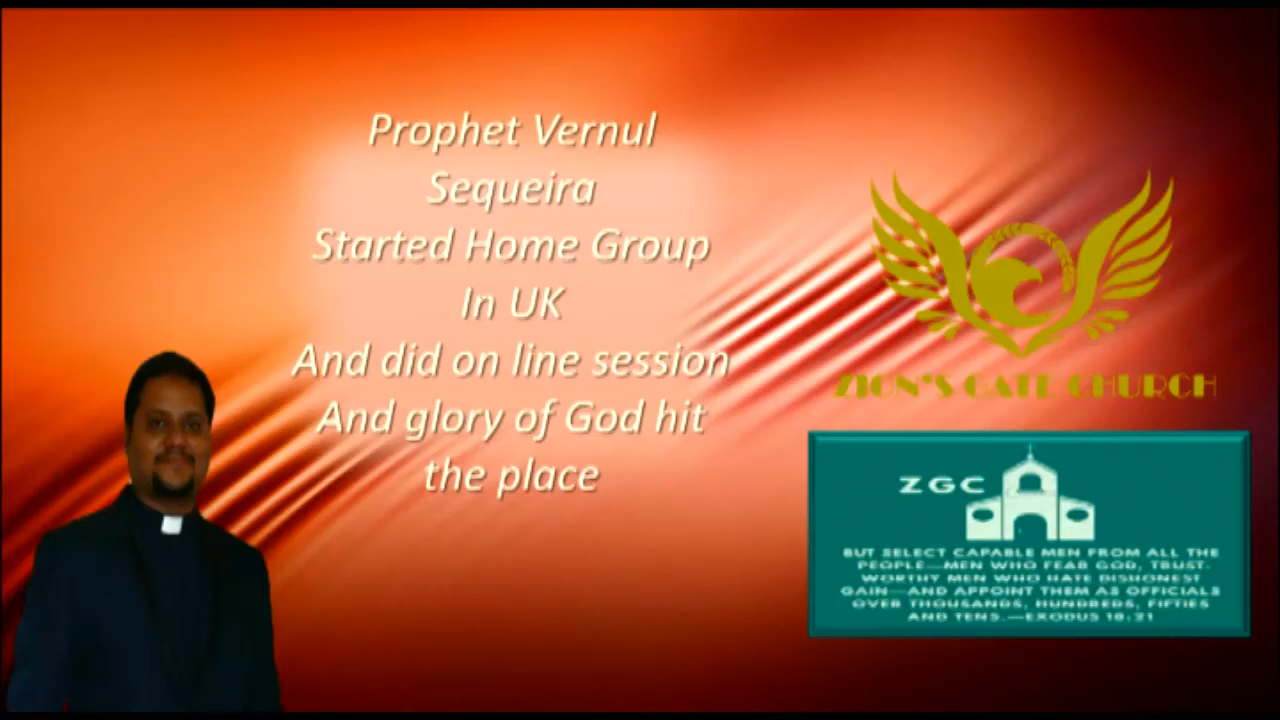 Prophet Vernul
Sequeira
Started Home Group
In UK
And did on line session
And glory of God hit
the place
ZION'S GATE CHURCH
ZGC
BUT SELECT CAPABLE MEN FROM ALL THE
PEOPLE—MEN WHO FEAR GOD, TRUST-
WORTHY MEN WHO HATE DISHONEST
GAIN—AND APPOINT THEM AS OFFICIALS
OVER THOUSANDS, HUNDREDS, FIFTIES
AND TENS.—EXODUS 18:21